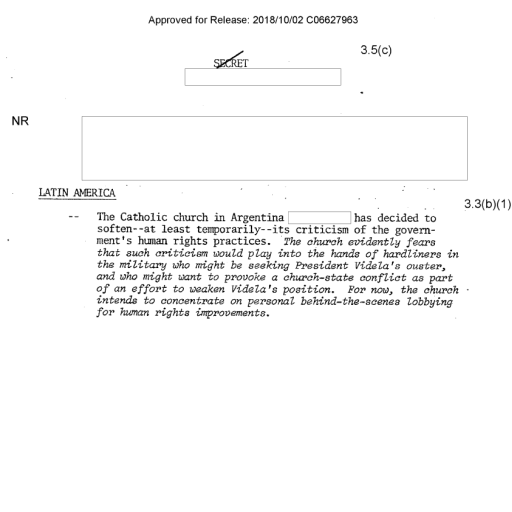 Approved for Release: 2018/10/02 C06627963
3.5(c)
SECRET
NR
LATIN AMERICA
3.3(b)(1)
-- The Catholic church in Argentina has decided to
soften--at least temporarily--its criticism of the govern-
ment's human rights practices. The church evidently fears
that such criticism would play into the hands of hardliners in
the military who might be seeking President Videla's ouster,
and who might want to provoke a church-state conflict as part
of an effort to weaken Videla's position. For now, the church
intends to concentrate on personal behind-the-scenes lobbying
for human rights improvements.